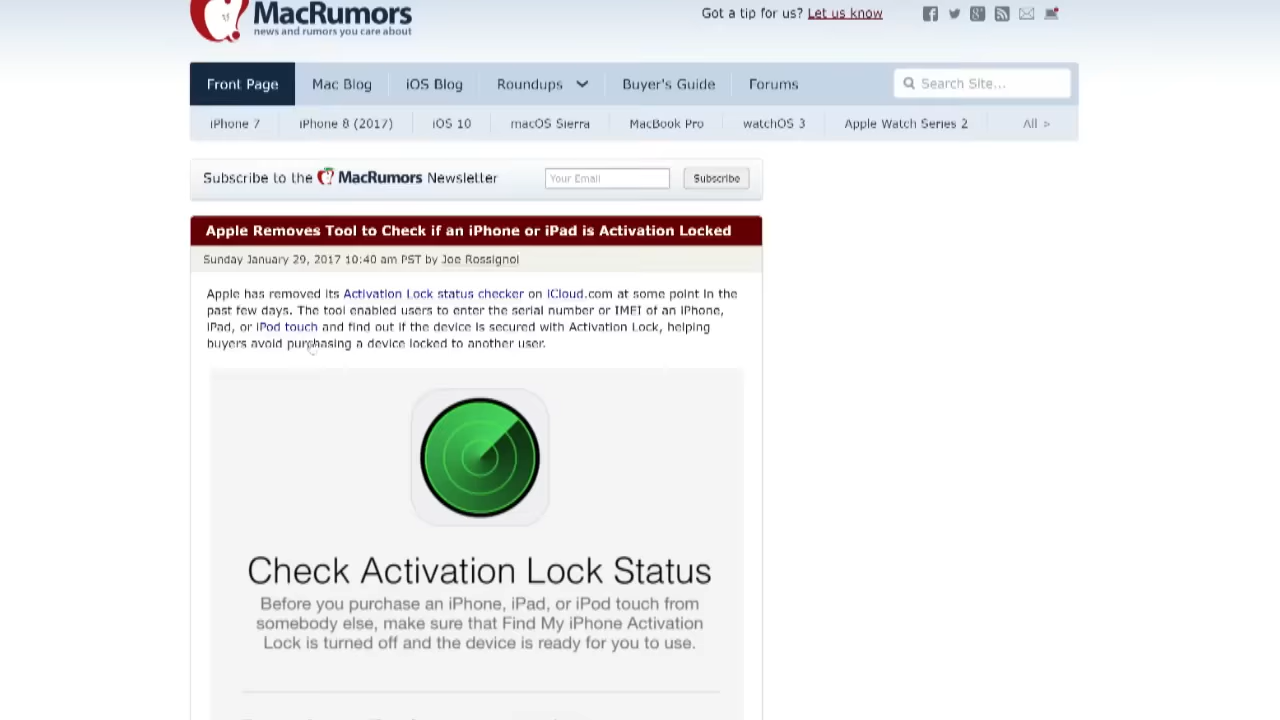 MacRumors
news and rumors you care about
Got a tip for us? Let us know
Front Page Mac Blog iOS Blog Roundups Buyer's Guide Forums Search Site...
iPhone 7 iPhone 8 (2017) iOS 10 macOS Sierra MacBook Pro watchOS 3 Apple Watch Series 2 All >
Subscribe to the MacRumors Newsletter Your Email Subscribe
Apple Removes Tool to Check if an iPhone or iPad is Activation Locked
Sunday January 29, 2017 10:40 am PST by Joe Rossignol
Apple has removed its Activation Lock status checker on iCloud.com at some point in the
past few days. The tool enabled users to enter the serial number or IMEI of an iPhone,
iPad, or iPod touch and find out if the device is secured with Activation Lock, helping
buyers avoid purchasing a device locked to another user.
Check Activation Lock Status
Before you purchase an iPhone, iPad, or iPod touch from
somebody else, make sure that Find My iPhone Activation
Lock is turned off and the device is ready for you to use.